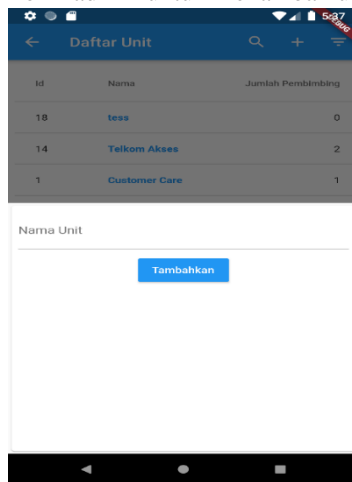 5:37
Daftar Unit
Id Nama Jumlah Pembimbing
18 tess 0
14 Telkom Akses 2
1 Customer Care 1
Nama Unit
Tambahkan